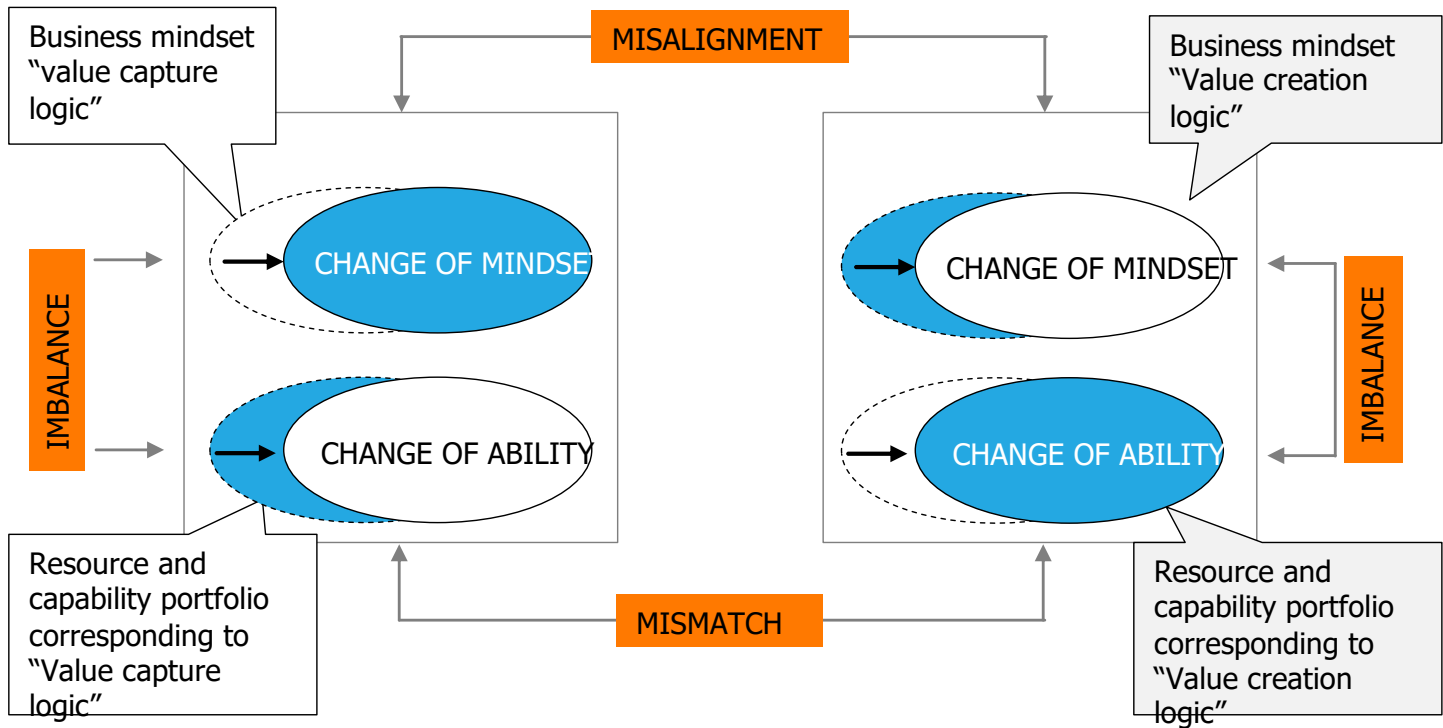 Business mindset
“value capture
logic”
MISALIGNMENT
Business mindset
“Value creation
logic”
IMBALANCE
CHANGE OF MINDSE
CHANGE OF MINDSET
IMBALANCE
CHANGE OF ABILITY
CHANGE OF ABILITY
Resource and
capability portfolio
corresponding to
“Value capture
logic”
MISMATCH
Resource and
capability portfolio
corresponding to
“Value creation
logic”